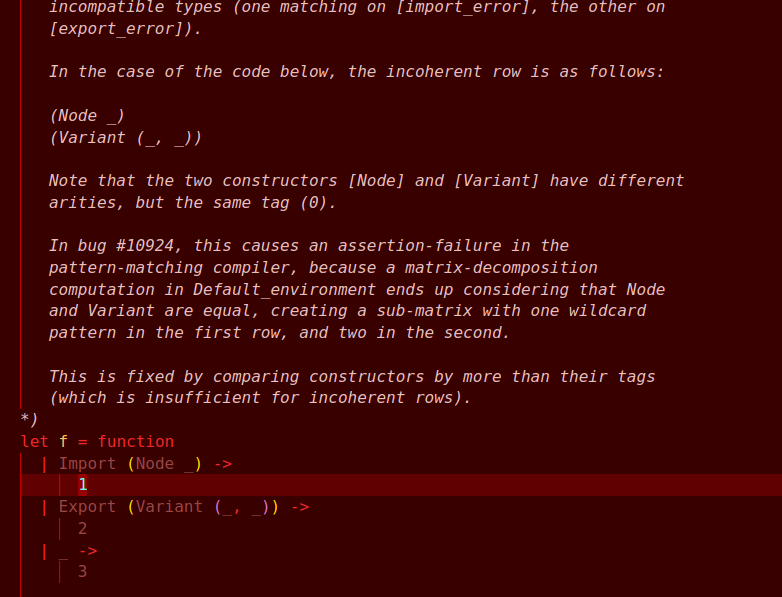 incompatible types (one matching on [import_error], the other on
[export_error]).
In the case of the code below, the incoherent row is as follows:
(Node _)
(Variant (_, _))
Note that the two constructors [Node] and [Variant] have different
arities, but the same tag (0).
In bug #10924, this causes an assertion-failure in the
pattern-matching compiler, because a matrix-decomposition
computation in Default_environment ends up considering that Node
and Variant are equal, creating a sub-matrix with one wildcard
pattern in the first row, and two in the second.
This is fixed by comparing constructors by more than their tags
(which is insufficient for incoherent rows).
*)
let f = function
| Import (Node _) ->
1
| Export (Variant (_, _)) ->
2
| _ ->
3